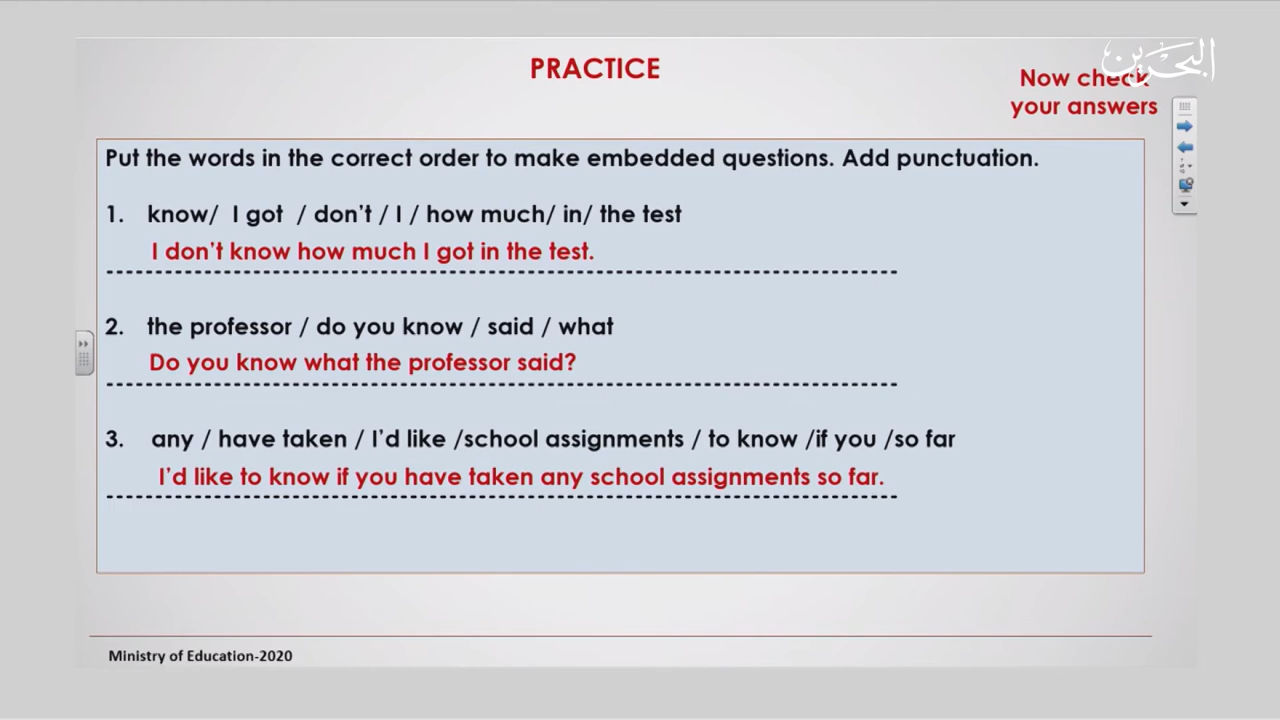 PRACTICE
البحرين
Now check
your answers
Put the words in the correct order to make embedded questions. Add punctuation.
1. know/ I got / don't / I / how much/ in/ the test
I don't know how much I got in the test.
2. the professor / do you know / said / what
Do you know what the professor said?
3. any / have taken / I'd like /school assignments / to know /if you /so far
I'd like to know if you have taken any school assignments so far.
Ministry of Education-2020